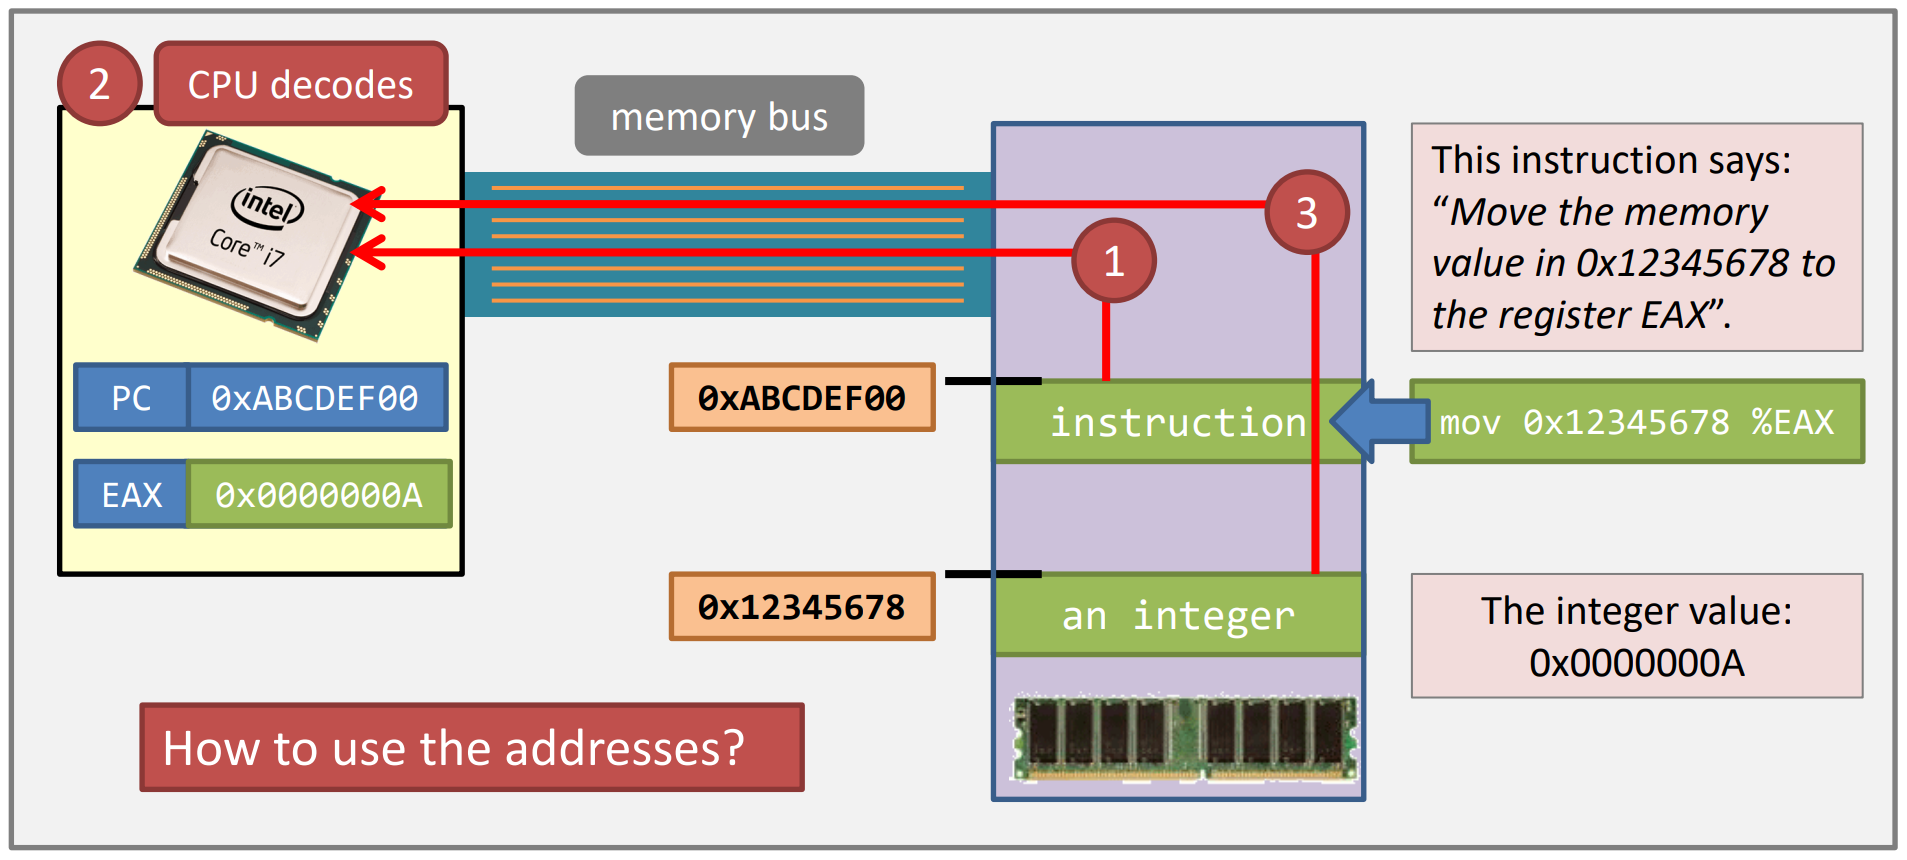 2
CPU decodes
memory bus
intel
Core™ i7
3
1
This instruction says:
“Move the memory
value in 0x12345678 to
the register EAX”.
PC 0xABCDEF00
0xABCDEF00
instruction
mov 0x12345678 %EAX
EAX 0x0000000A
0x12345678
an integer
The integer value:
0x0000000A
How to use the addresses?